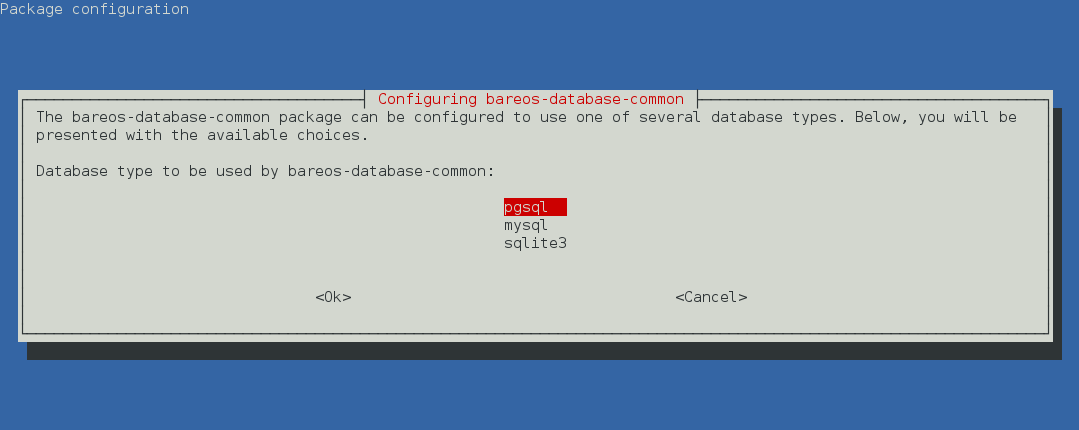 Package configuration
Configuring bareos-database-common
The bareos-database-common package can be configured to use one of several database types. Below, you will be
presented with the available choices.
Database type to be used by bareos-database-common:
pgsql
mysql
sqlite3
<Ok> <Cancel>